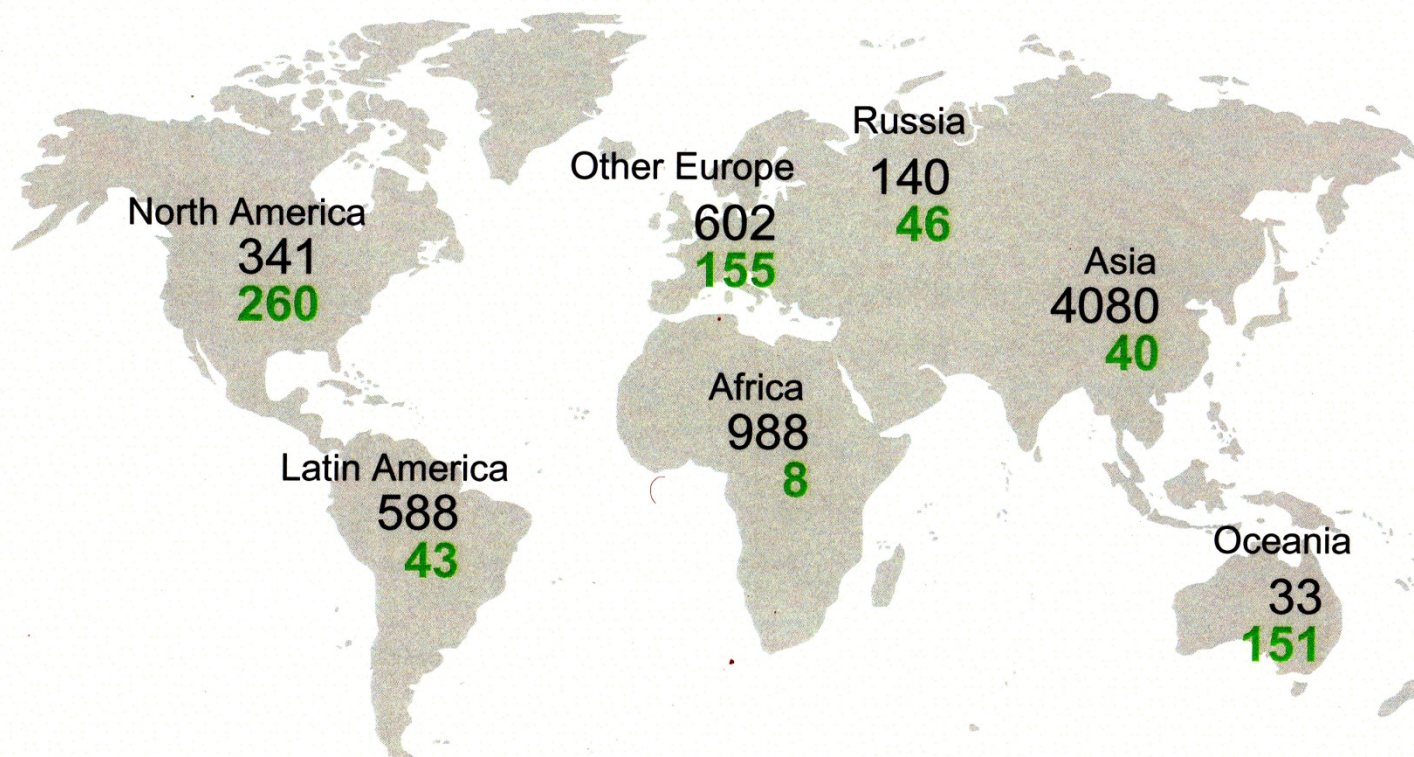 Russia
140
46
Other Europe
602
155
North America
341
260
Asia
4080
40
Africa
988
8
Latin America
588
43
Oceania
33
151